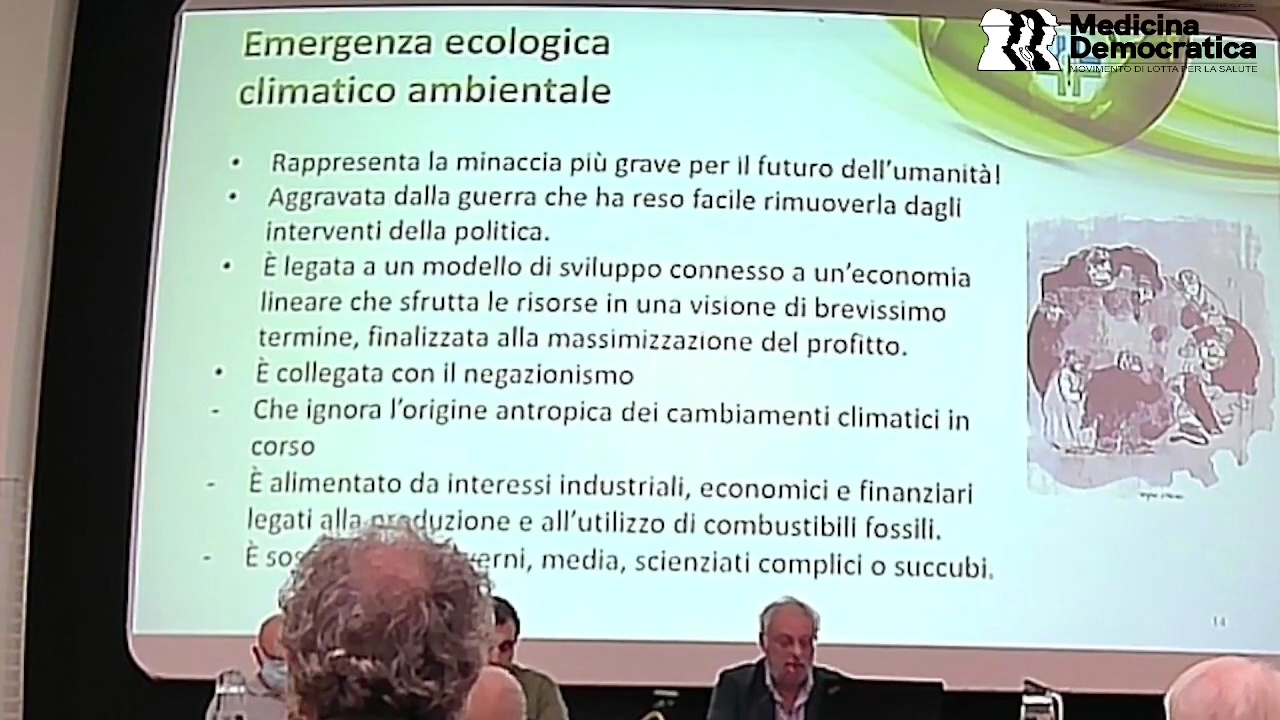 Medicina
Democratica
MOVIMENTO DI LOTTA PER LA SALUTE
Emergenza ecologica
climatico ambientale
• Rappresenta la minaccia più grave per il futuro dell'umanità!
• Aggravata dalla guerra che ha reso facile rimuoverla dagli
interventi della politica.
• È legata a un modello di sviluppo connesso a un'economia
lineare che sfrutta le risorse in una visione di brevissimo
termine, finalizzata alla massimizzazione del profitto.
• È collegata con il negazionismo
- Che ignora l'origine antropica dei cambiamenti climatici in
corso
- È alimentato da interessi industriali, economici e finanziari
legati alla produzione e all'utilizzo di combustibili fossili.
- È media, scienziati complici o succubi.
14